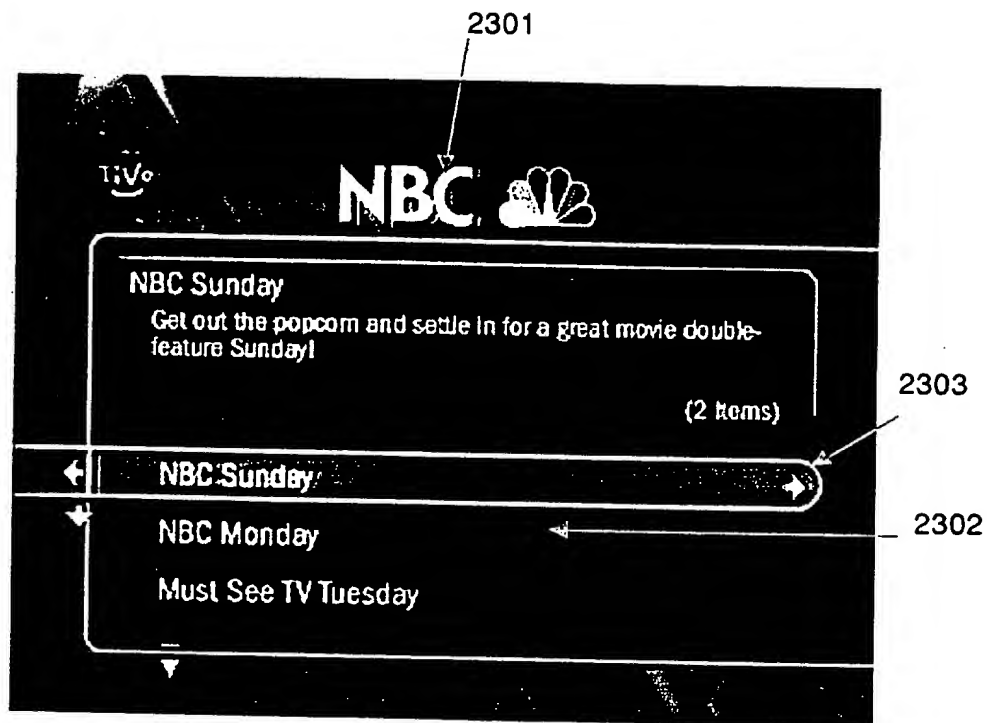 2301
TiVo
NBC
NBC Sunday
Get out the popcorn and settle in for a great movie double-
feature Sunday!
2303
(2 items)
NBC Sunday
2302
NBC Monday
Must See TV Tuesday